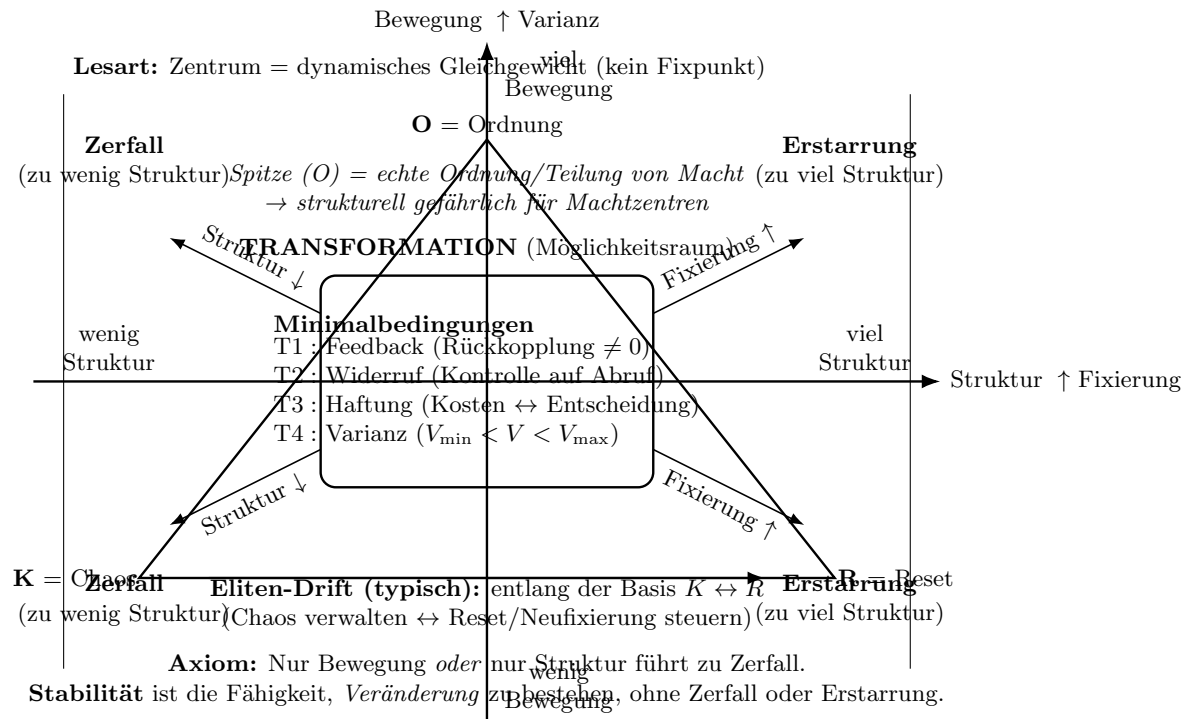 Bewegung ↑ Varianz
viel
Bewegung
Lesart: Zentrum = dynamisches Gleichgewicht (kein Fixpunkt)
O = Ordnung
Zerfall
(zu wenig Struktur)
Erstarrung
(zu viel Struktur)
Spitze (O) = echte Ordnung/Teilung von Macht
→ strukturell gefährlich für Machtzentren
Struktur ↓
TRANSFORMATION (Möglichkeitsraum)
Fixierung ↑
wenig
Struktur
Minimalbedingungen
T1 : Feedback (Rückkopplung ≠ 0)
T2 : Widerruf (Kontrolle auf Abruf)
T3 : Haftung (Kosten ↔ Entscheidung)
T4 : Varianz (Vmin < V < Vmax)
viel
Struktur
Struktur ↑ Fixierung
Struktur ↓
Fixierung ↑
K = Chaos
Zerfall
(zu wenig Struktur)
Eliten-Drift (typisch): entlang der Basis K ↔ R
(Chaos verwalten ↔ Reset/Neufixierung steuern)
R = Reset
Erstarrung
(zu viel Struktur)
Axiom: Nur Bewegung oder nur Struktur führt zu Zerfall.
Stabilität ist die Fähigkeit, Veränderung zu bestehen, ohne Zerfall oder Erstarrung.
wenig
Bewegung